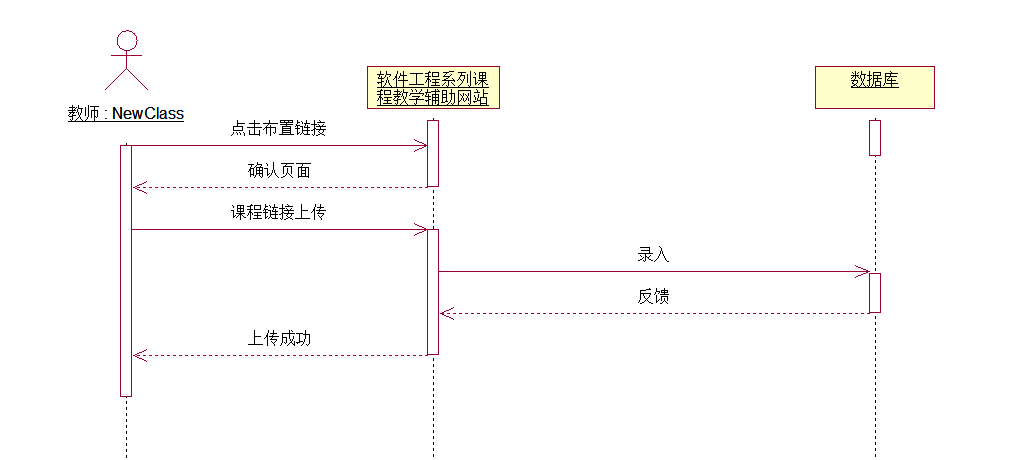 软件工程系列课
程教学辅助网站
数据库
教师 : NewClass
点击布置链接
确认页面
课程链接上传
录入
反馈
上传成功